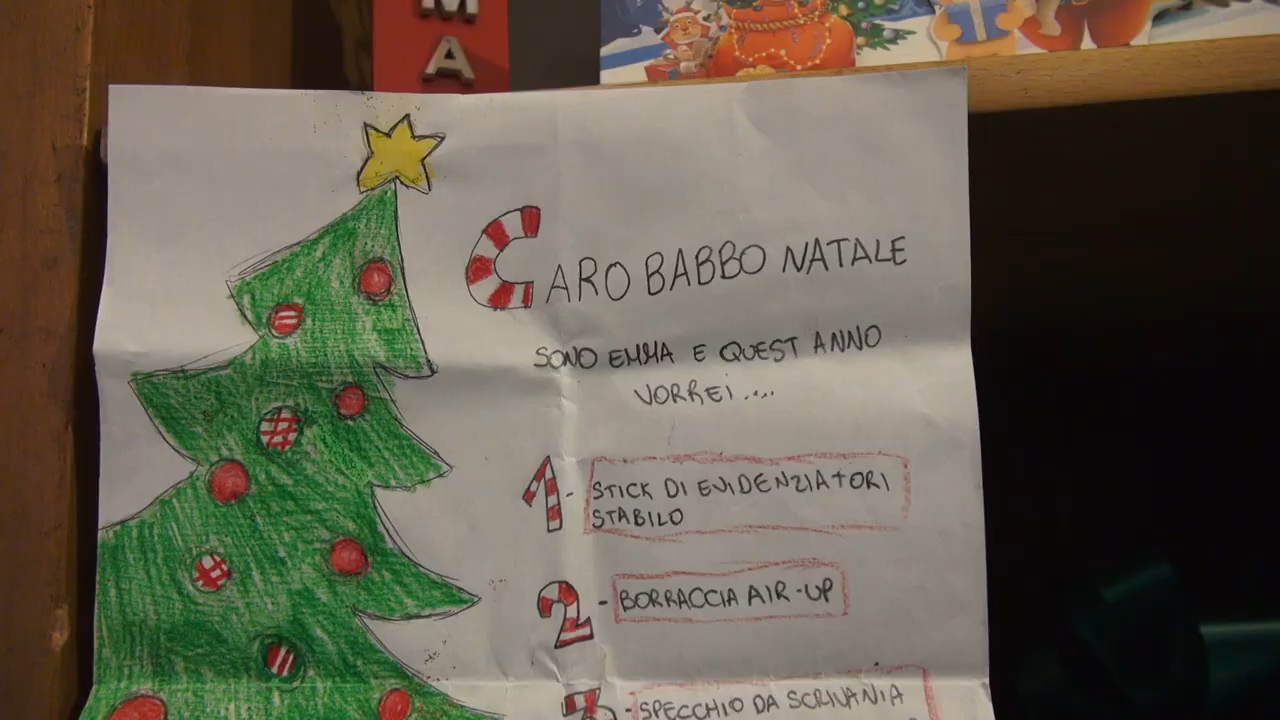 MA
CARO BABBO NATALE
SONO EMMA E QUEST ANNO
VORREI....
1- STICK DI EVIDENZIATORI
STABILO
2- BORRACCIA AIR-UP
3- SPECCHIO DA SCRIVANIA